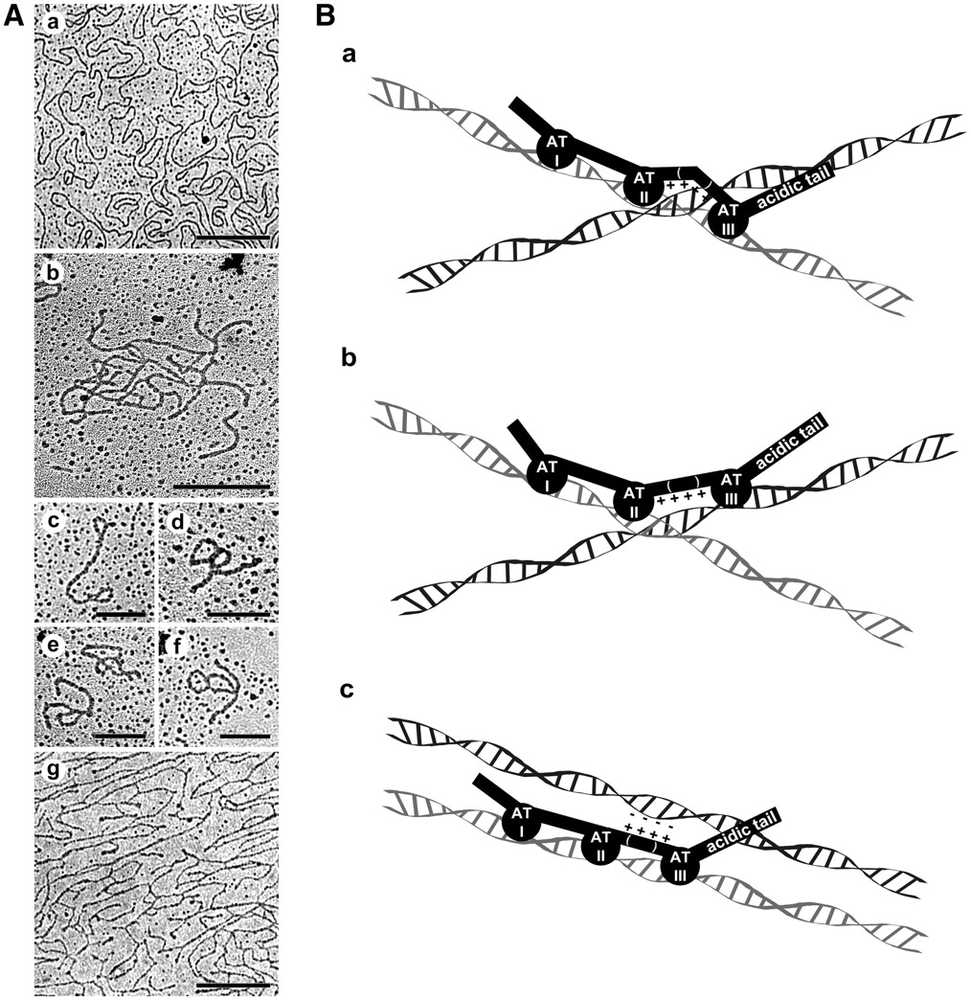 A
a
b
c
d
e
f
g
B
a
AT
I
AT
II
++
++
AT
III
acidic tail
b
AT
I
AT
II
++++
AT
III
acidic tail
c
AT
I
AT
II
- - - -
++++
AT
III
acidic tail